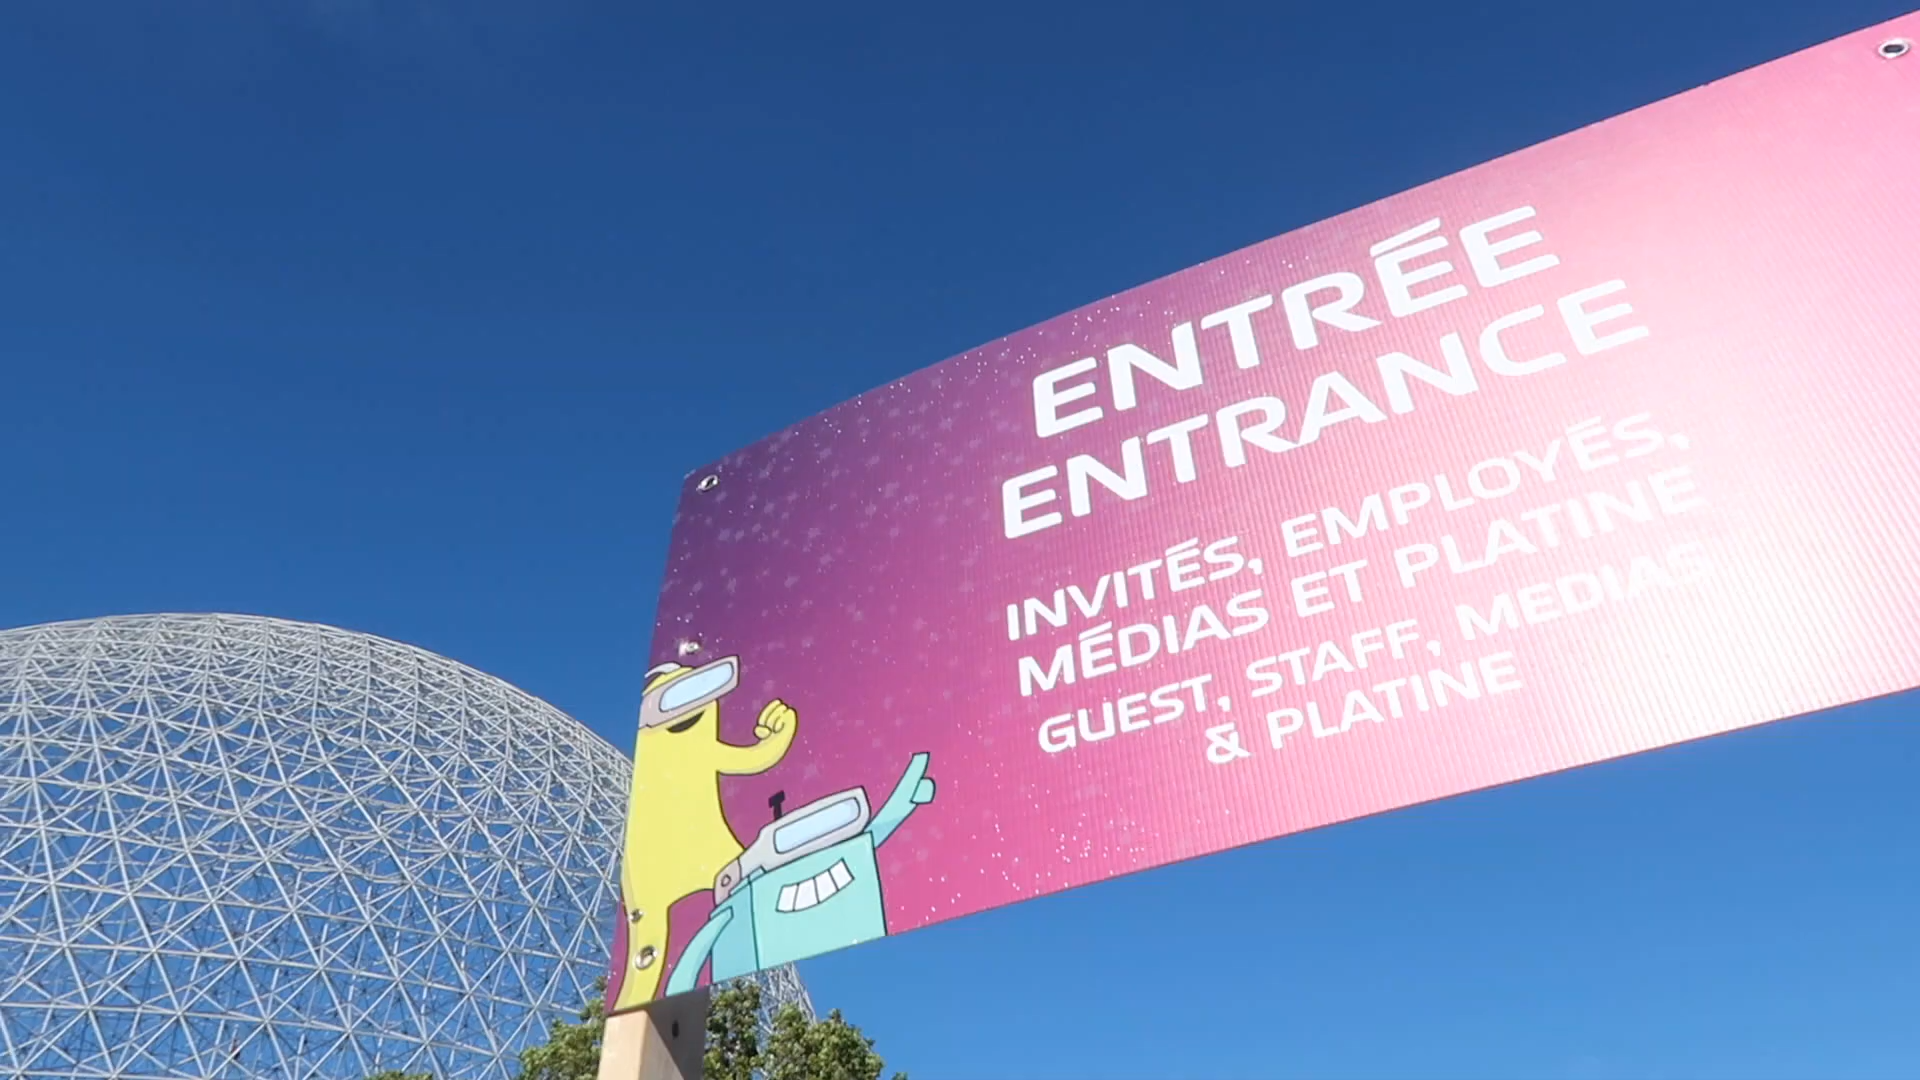 ENTRÉE
ENTRANCE
INVITÉS, EMPLOYÉS,
MÉDIAS ET PLATINE
GUEST, STAFF, MEDIAS
& PLATINE